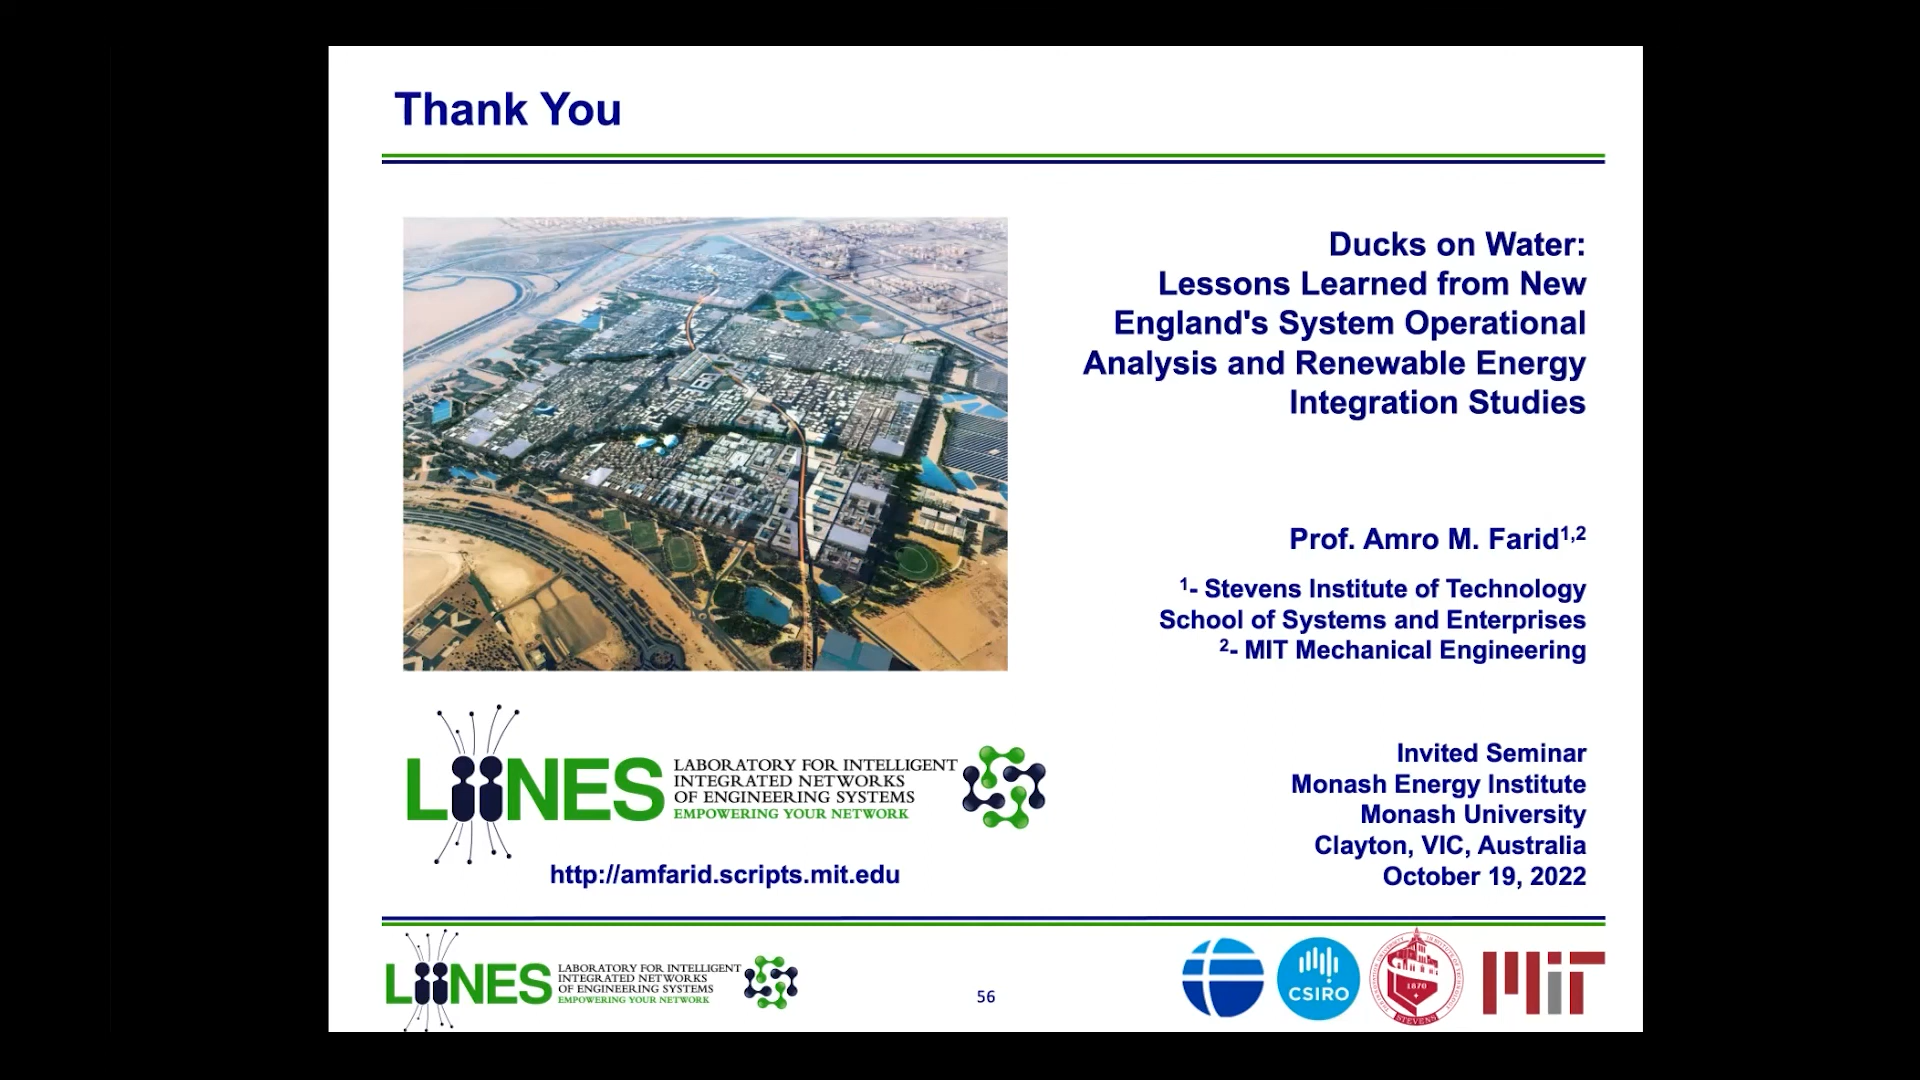 Thank You
Ducks on Water:
Lessons Learned from New
England's System Operational
Analysis and Renewable Energy
Integration Studies
Prof. Amro M. Farid1,2
1- Stevens Institute of Technology
School of Systems and Enterprises
2- MIT Mechanical Engineering
LIINES
LABORATORY FOR INTELLIGENT
INTEGRATED NETWORKS
OF ENGINEERING SYSTEMS
EMPOWERING YOUR NETWORK
http://amfarid.scripts.mit.edu
Invited Seminar
Monash Energy Institute
Monash University
Clayton, VIC, Australia
October 19, 2022
LIINES
LABORATORY FOR INTELLIGENT
INTEGRATED NETWORKS
OF ENGINEERING SYSTEMS
EMPOWERING YOUR NETWORK
56
CSIRO
1870
STEVENS
MIT